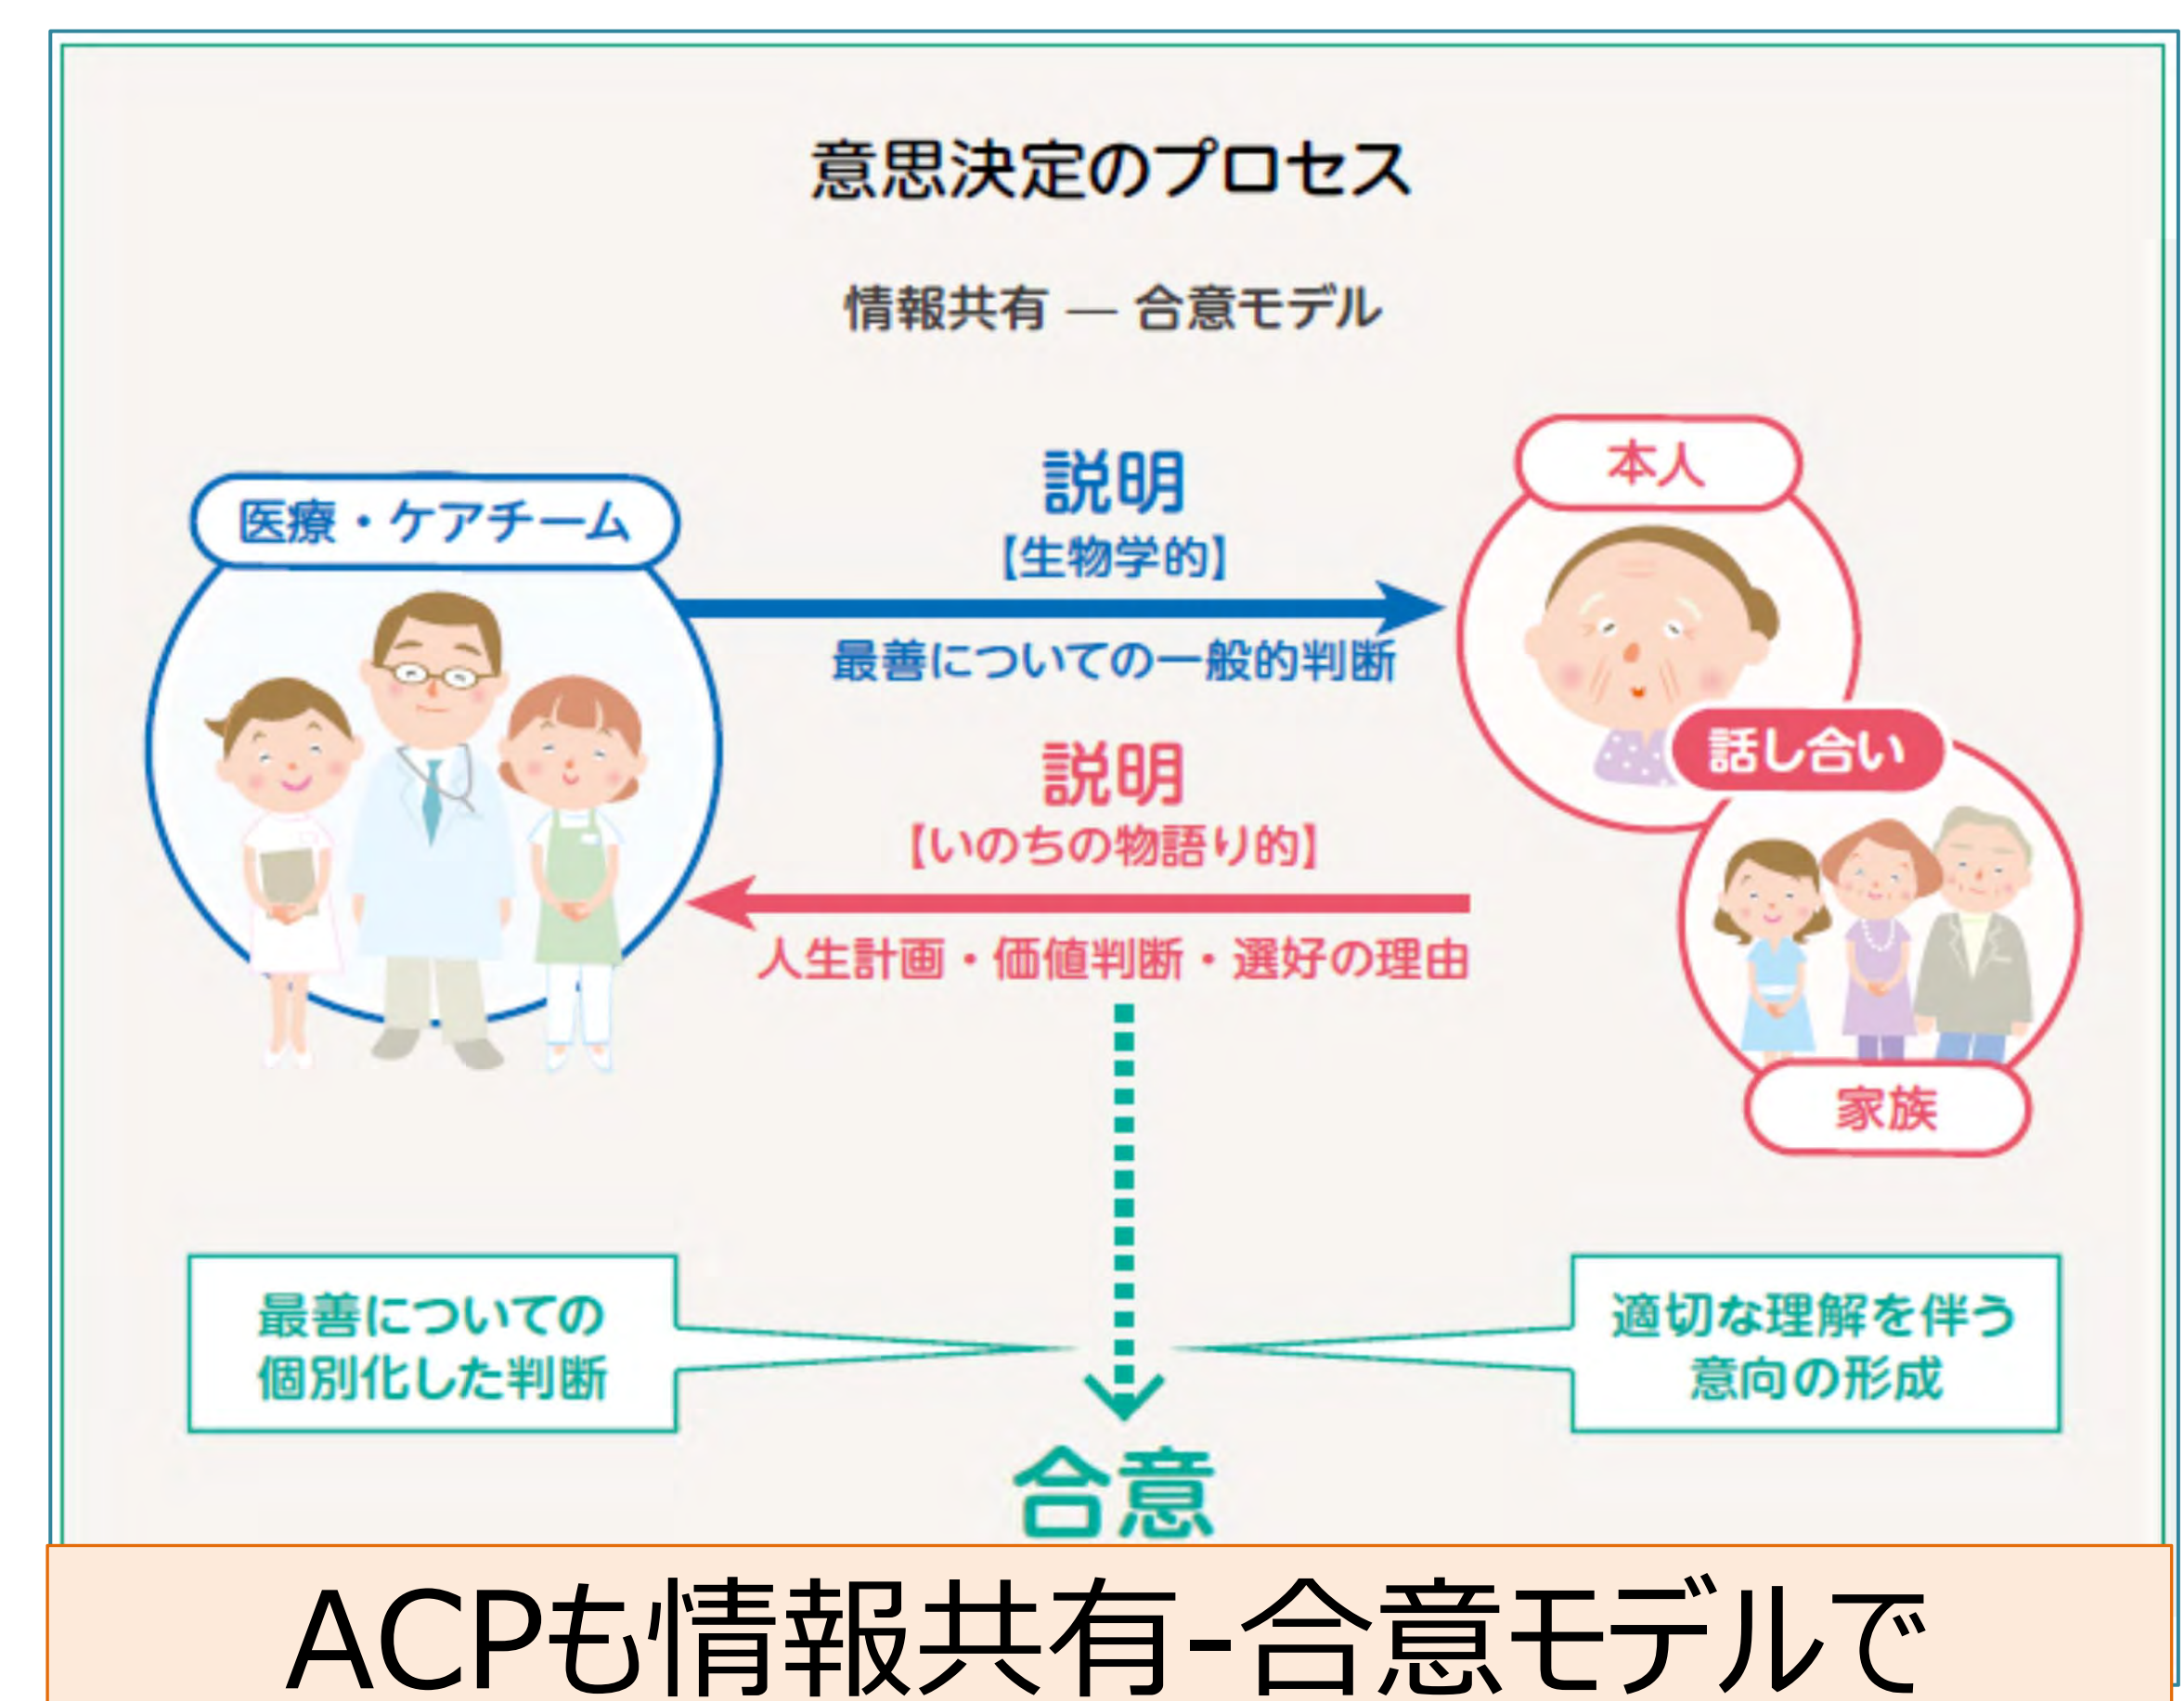 意思決定のプロセス
情報共有 — 合意モデル
医療・ケアチーム
説明
【生物学的】
最善についての一般的判断
本人
話し合い
説明
【いのちの物語り的】
人生計画・価値判断・選好の理由
家族
最善についての
個別化した判断
適切な理解を伴う
意向の形成
合意
ACPも情報共有-合意モデルで